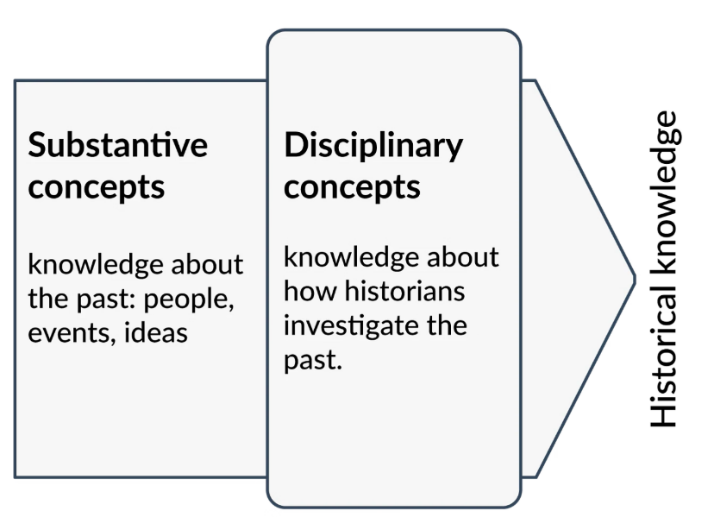 Substantive
concepts
knowledge about
the past: people,
events, ideas
Disciplinary
concepts
knowledge about
how historians
investigate the
past.
Historical knowledge